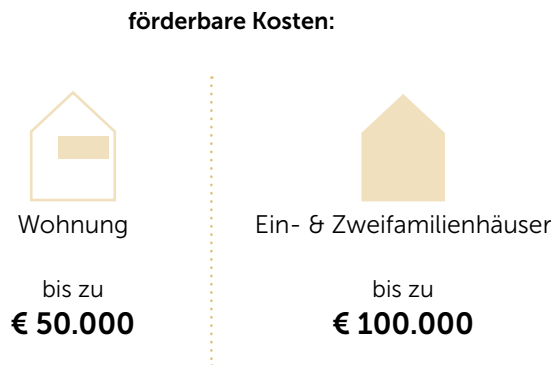 förderbare Kosten:
Wohnung
bis zu
€ 50.000
Ein- & Zweifamilienhäuser
bis zu
€ 100.000